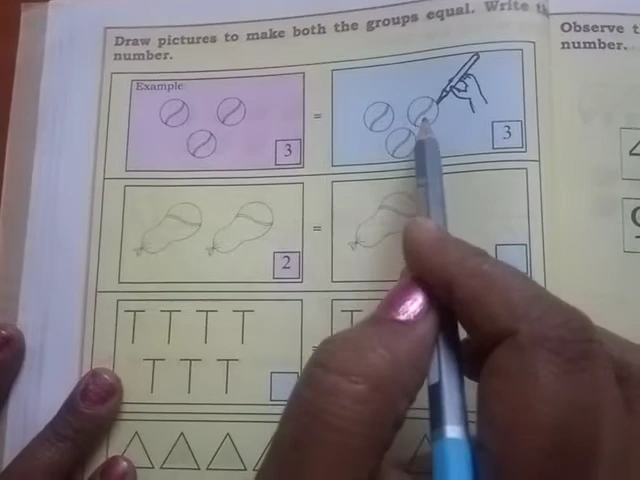 Draw pictures to make both the groups equal. Write
number.
Observe
number.
Example
3
=
3
2
=
T T T T
T
T T T